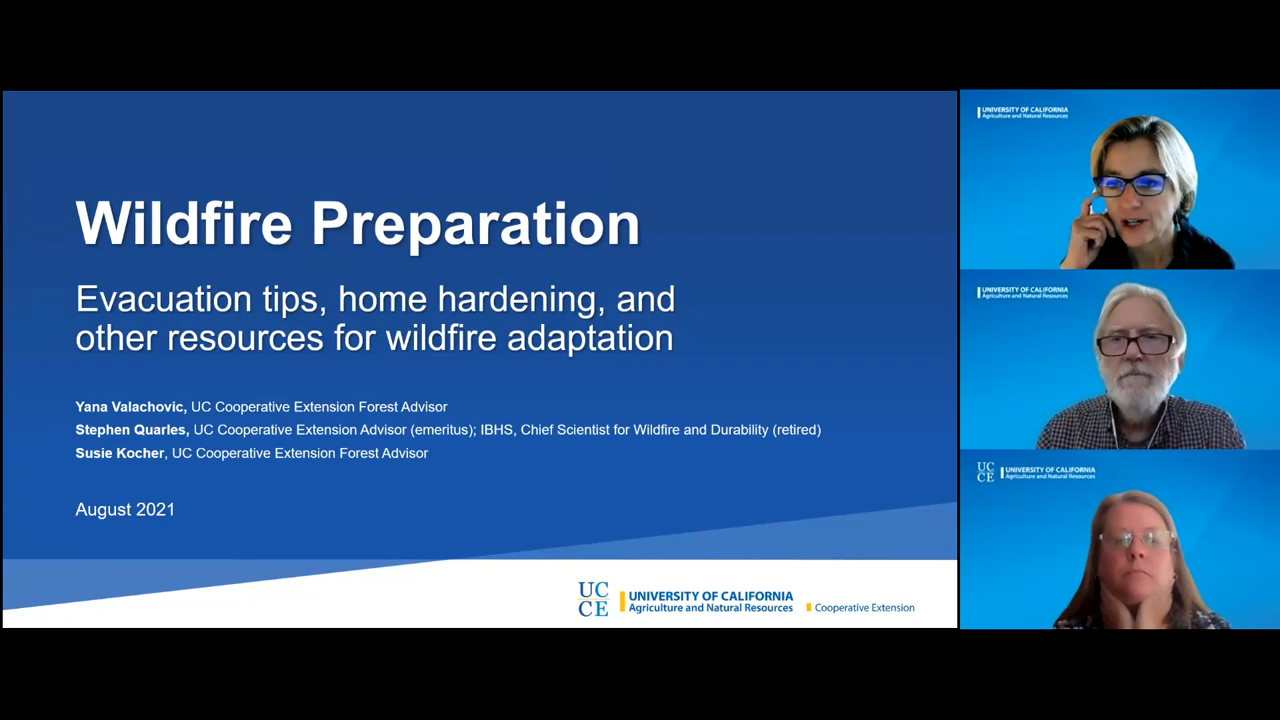 Wildfire Preparation
Evacuation tips, home hardening, and
other resources for wildfire adaptation
Yana Valachovic, UC Cooperative Extension Forest Advisor
Stephen Quarles, UC Cooperative Extension Advisor (emeritus); IBHS, Chief Scientist for Wildfire and Durability (retired)
Susie Kocher, UC Cooperative Extension Forest Advisor
August 2021
UC
CE
UNIVERSITY OF CALIFORNIA
Agriculture and Natural Resources
Cooperative Extension
UNIVERSITY OF CALIFORNIA
Agriculture and Natural Resources
UNIVERSITY OF CALIFORNIA
Agriculture and Natural Resources
UC
CE
UNIVERSITY OF CALIFORNIA
Agriculture and Natural Resources